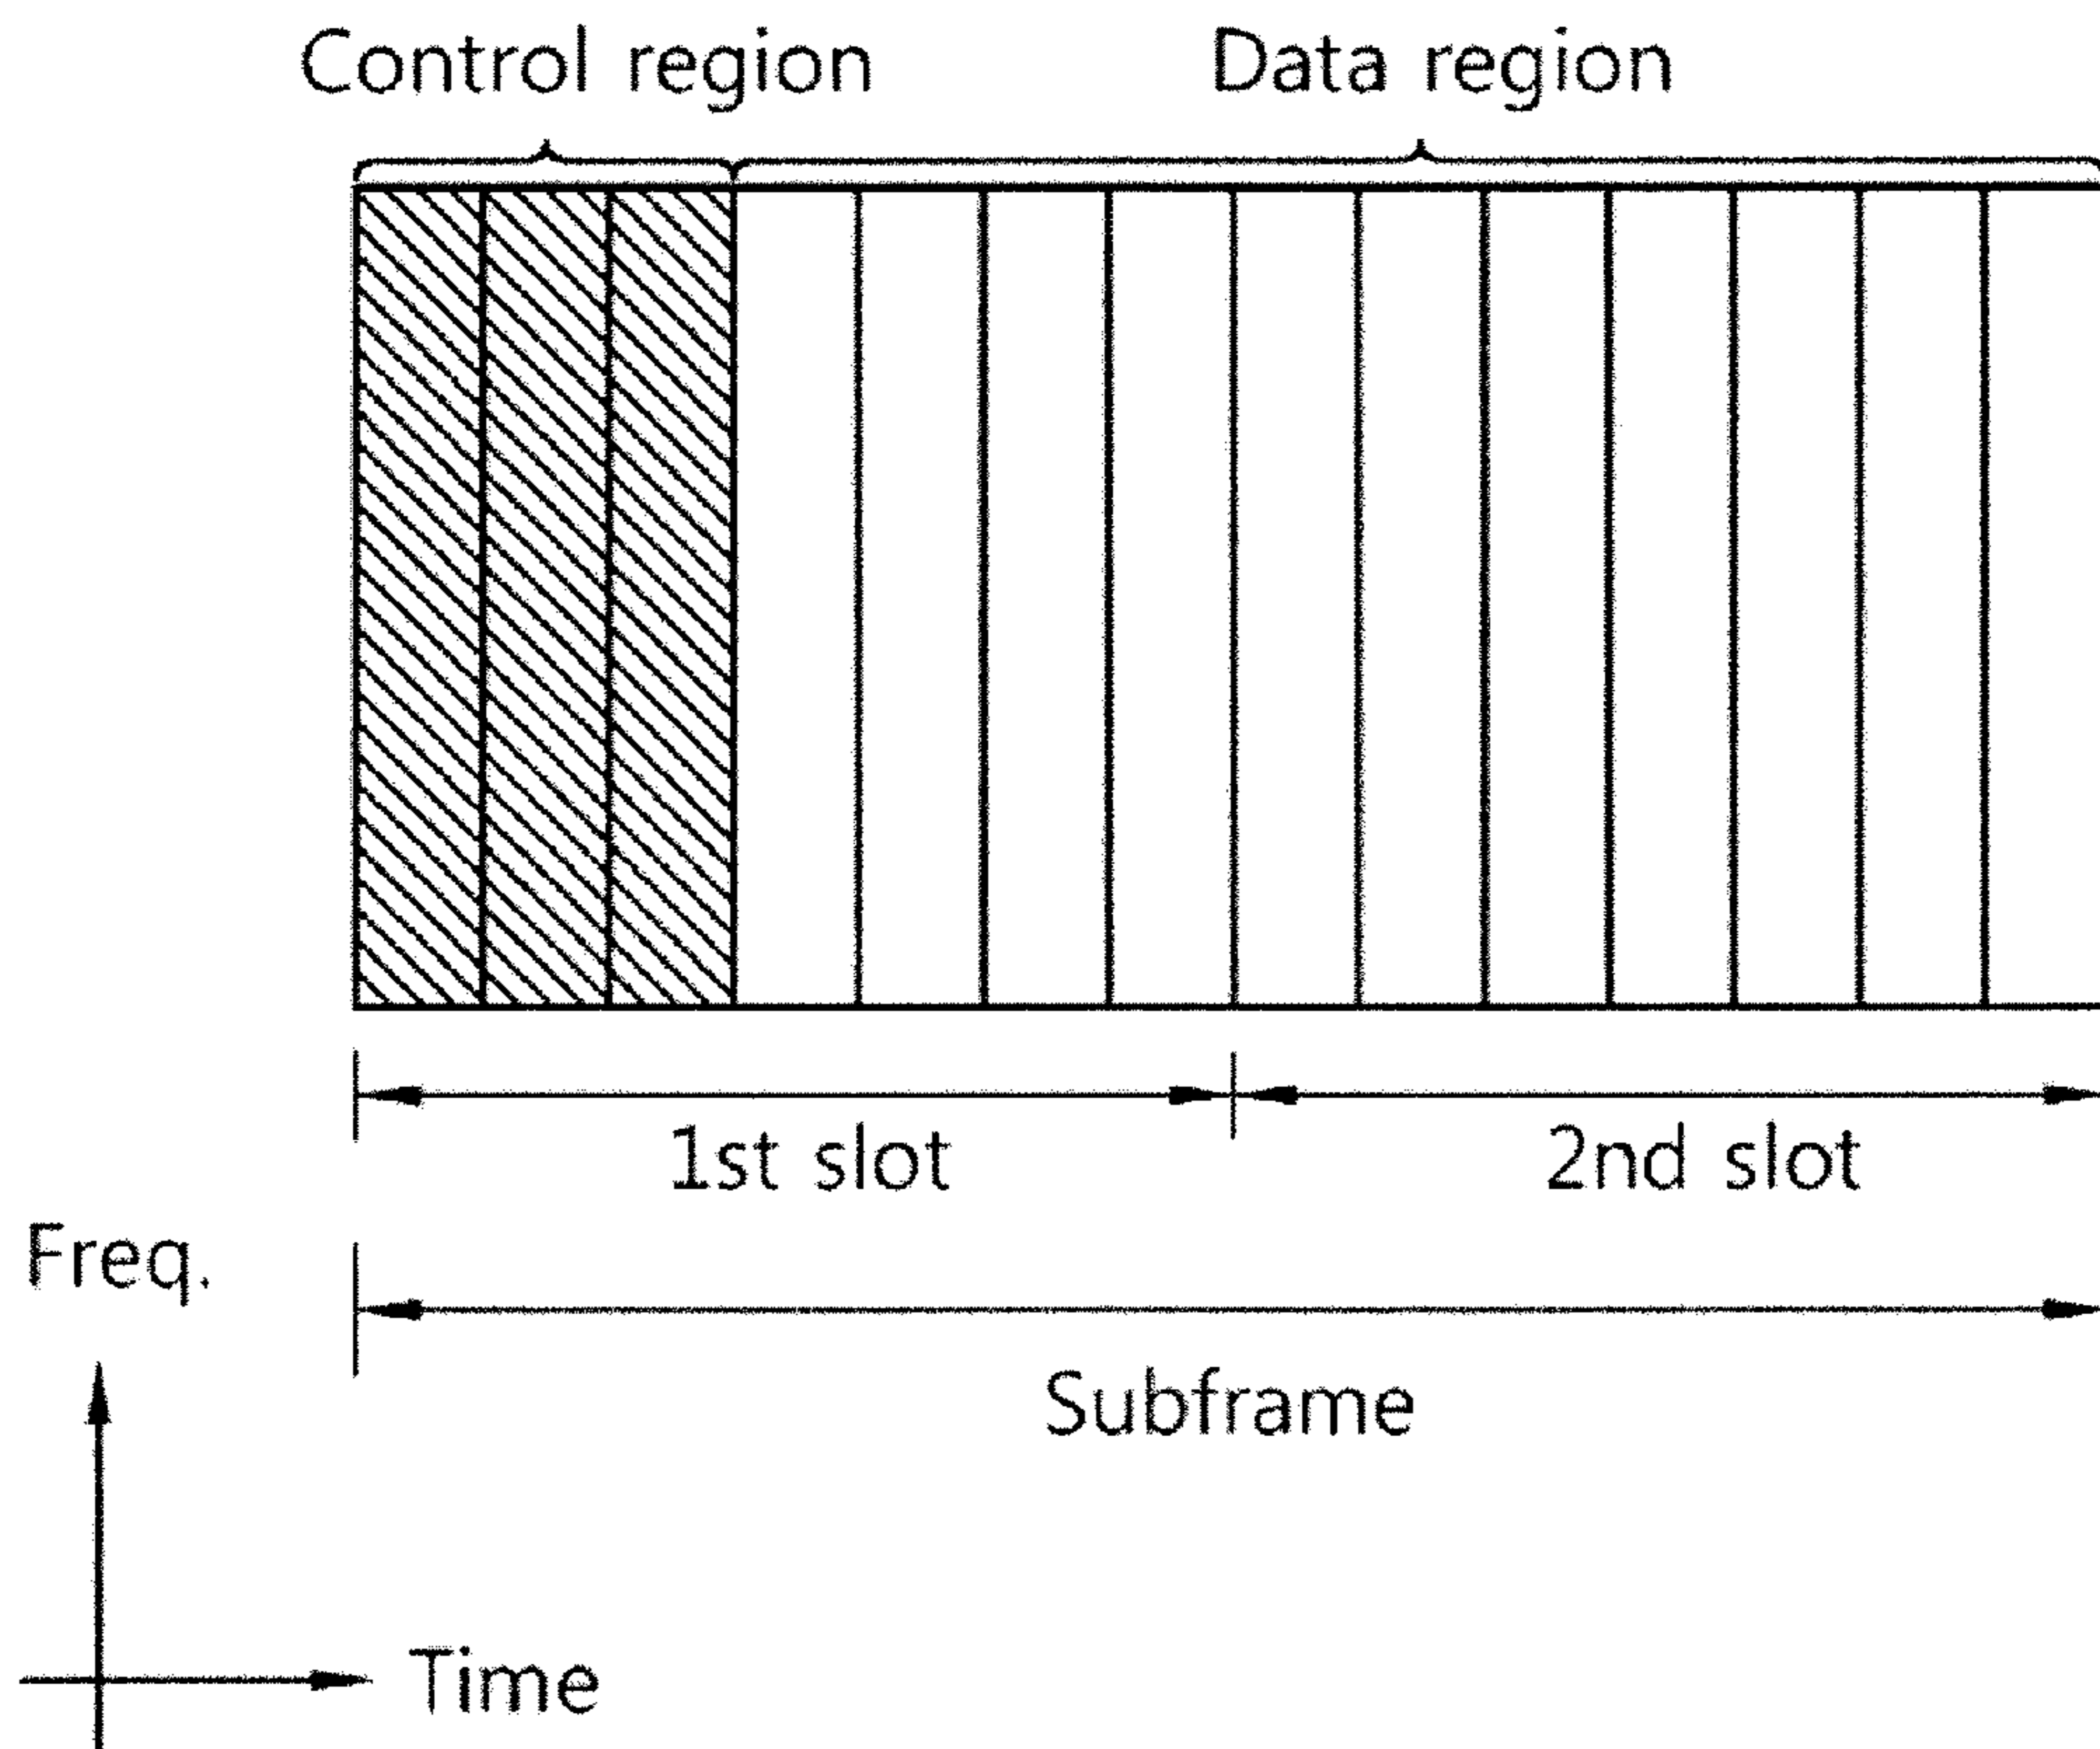 Control region
Data region
1st slot
2nd slot
Freq.
Subframe
Time